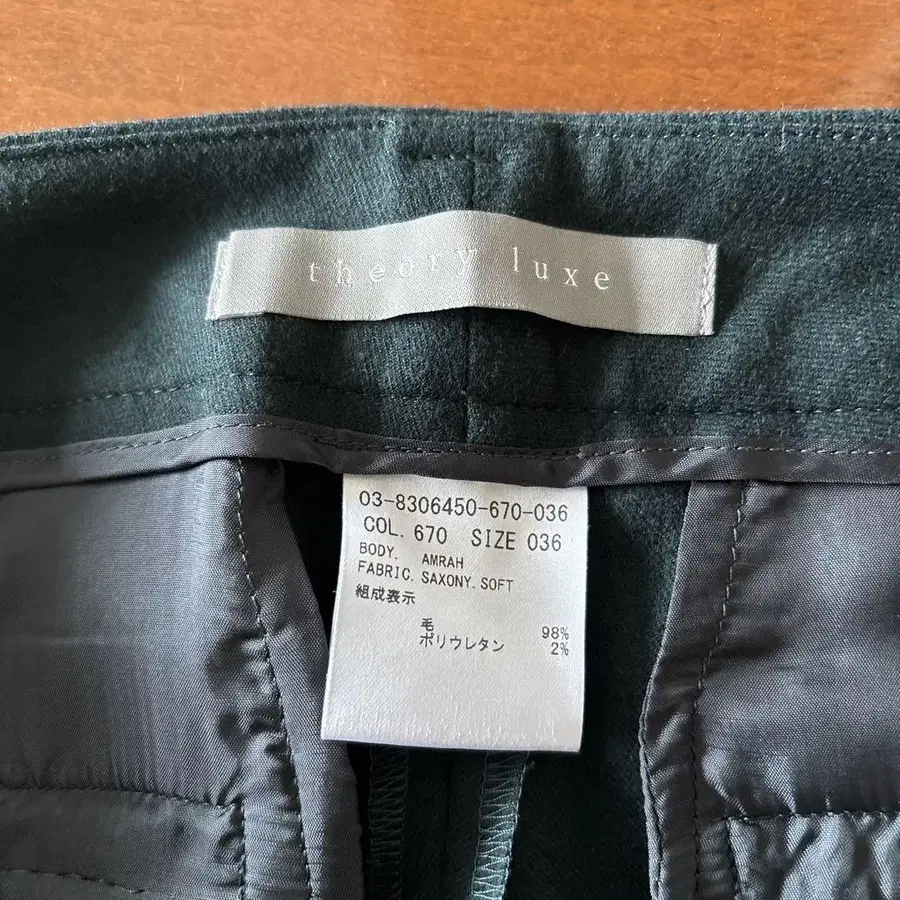 theory luxe
03-8306450-670-036
COL. 670 SIZE 036
BODY. AMRAH
FABRIC. SAXONY. SOFT
組成表示
毛 98%
ポリウレタン 2%